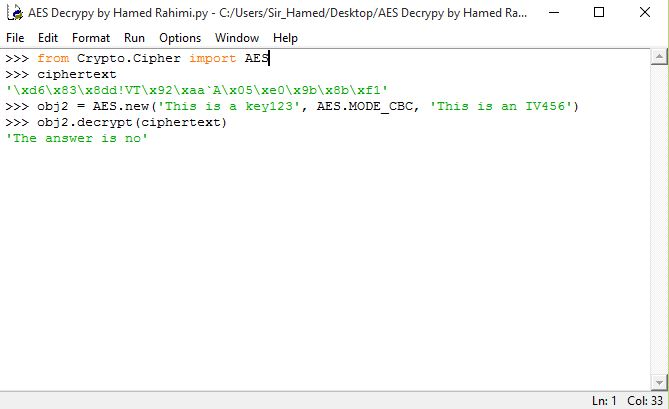 AES Decrypy by Hamed Rahimi.py - C:/Users/Sir_Hamed/Desktop/AES Decrypy by Hamed Ra...
File Edit Format Run Options Window Help
>>> from Crypto.Cipher import AES
>>> ciphertext
'\xd6\x83\x8dd!VT\x92\xaa`A\x05\xe0\x9b\x8b\xf1'
>>> obj2 = AES.new('This is a key123', AES.MODE_CBC, 'This is an IV456')
>>> obj2.decrypt(ciphertext)
'The answer is no'
Ln: 1 Col: 33